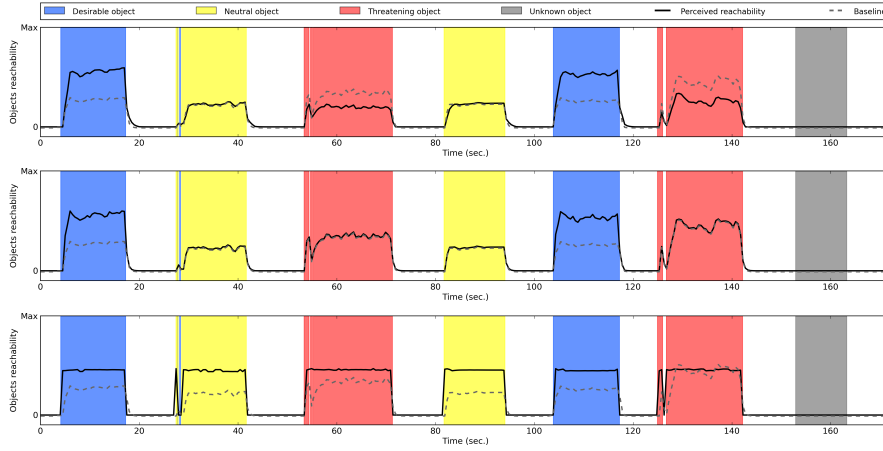 Desirable object Neutral object Threatening object Unknown object Perceived reachability Baseline
Max
Objects reachability
0
0 20 40 60 80 100 120 140 160
Time (sec.)
Max
Objects reachability
0
0 20 40 60 80 100 120 140 160
Time (sec.)
Max
Objects reachability
0
0 20 40 60 80 100 120 140 160
Time (sec.)